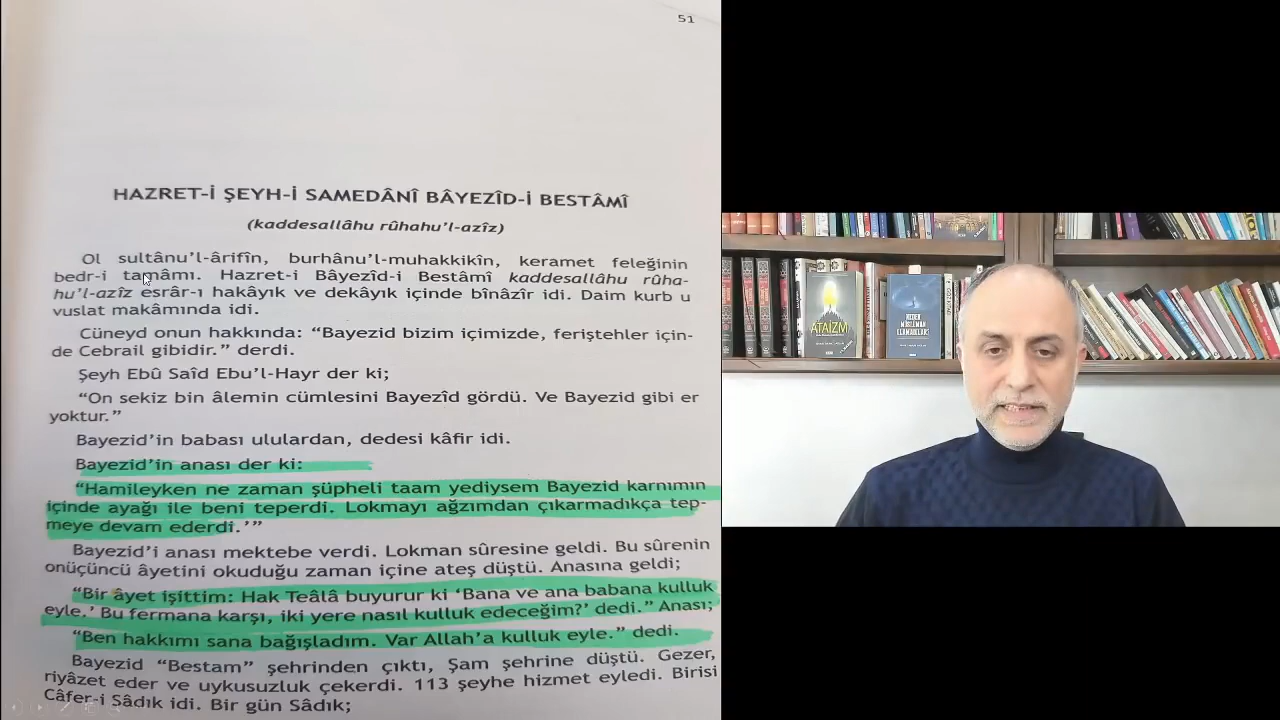 51
HAZRET-İ ŞEYH-İ SAMEDÂNÎ BÂYEZÎD-İ BESTÂMÎ
(kaddesallâhu rûhahu’l-azîz)
Ol sultânu’l-ârifîn, burhânu’l-muhakkikîn, keramet feleğinin
bedr-i tamâmı. Hazret-i Bâyezîd-i Bestâmî kaddesallâhu rûha-
hu’l-azîz esrâr-ı hakâyık ve dekâyık içinde bînâzîr idi. Daim kurb u
vuslat makâmında idi.
Cüneyd onun hakkında: “Bayezid bizim içimizde, feriştehler için-
de Cebrail gibidir.” derdi.
Şeyh Ebû Saîd Ebu’l-Hayr der ki;
“On sekiz bin âlemin cümlesini Bayezîd gördü. Ve Bayezid gibi er
yoktur.”
Bayezid’in babası ululardan, dedesi kâfir idi.
Bayezid’in anası der ki:
“Hamileyken ne zaman şüpheli taam yediysem Bayezid karnımın
içinde ayağı ile beni teperdi. Lokmayı ağzımdan çıkarmadıkça tep-
meye devam ederdi.’”
Bayezid’i anası mektebe verdi. Lokman sûresine geldi. Bu sûrenin
onüçüncü âyetini okuduğu zaman içine ateş düştü. Anasına geldi;
“Bir âyet işittim: Hak Teâlâ buyurur ki ‘Bana ve ana babana kulluk
eyle.’ Bu fermana karşı, iki yere nasıl kulluk edeceğim?’ dedi.” Anası;
“Ben hakkımı sana bağışladım. Var Allah’a kulluk eyle.” dedi.
Bayezid “Bestam” şehrinden çıktı, Şam şehrine düştü. Gezer,
riyâzet eder ve uykusuzluk çekerdi. 113 şeyhe hizmet eyledi. Birisi
Câfer-i Sâdık idi. Bir gün Sâdık;
ATAİZM
NEDEN
MÜSLÜMAN